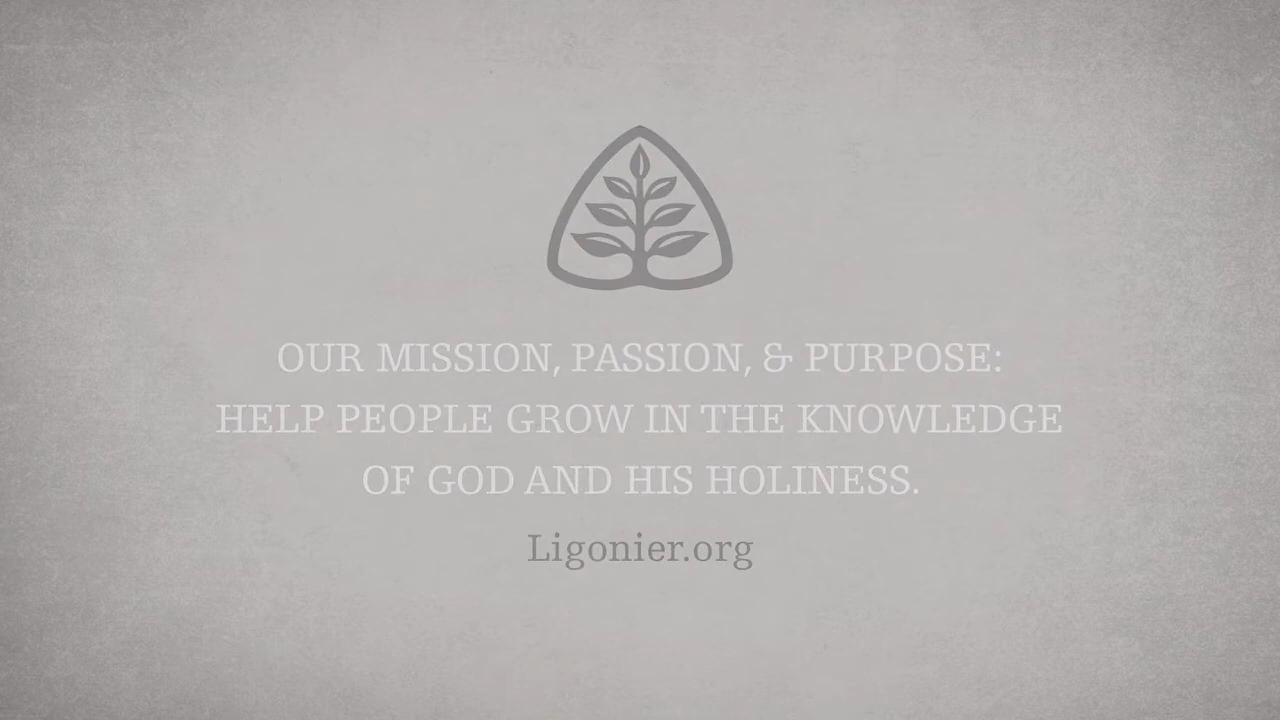 OUR MISSION, PASSION, & PURPOSE:
HELP PEOPLE GROW IN THE KNOWLEDGE
OF GOD AND HIS HOLINESS.
Ligonier.org